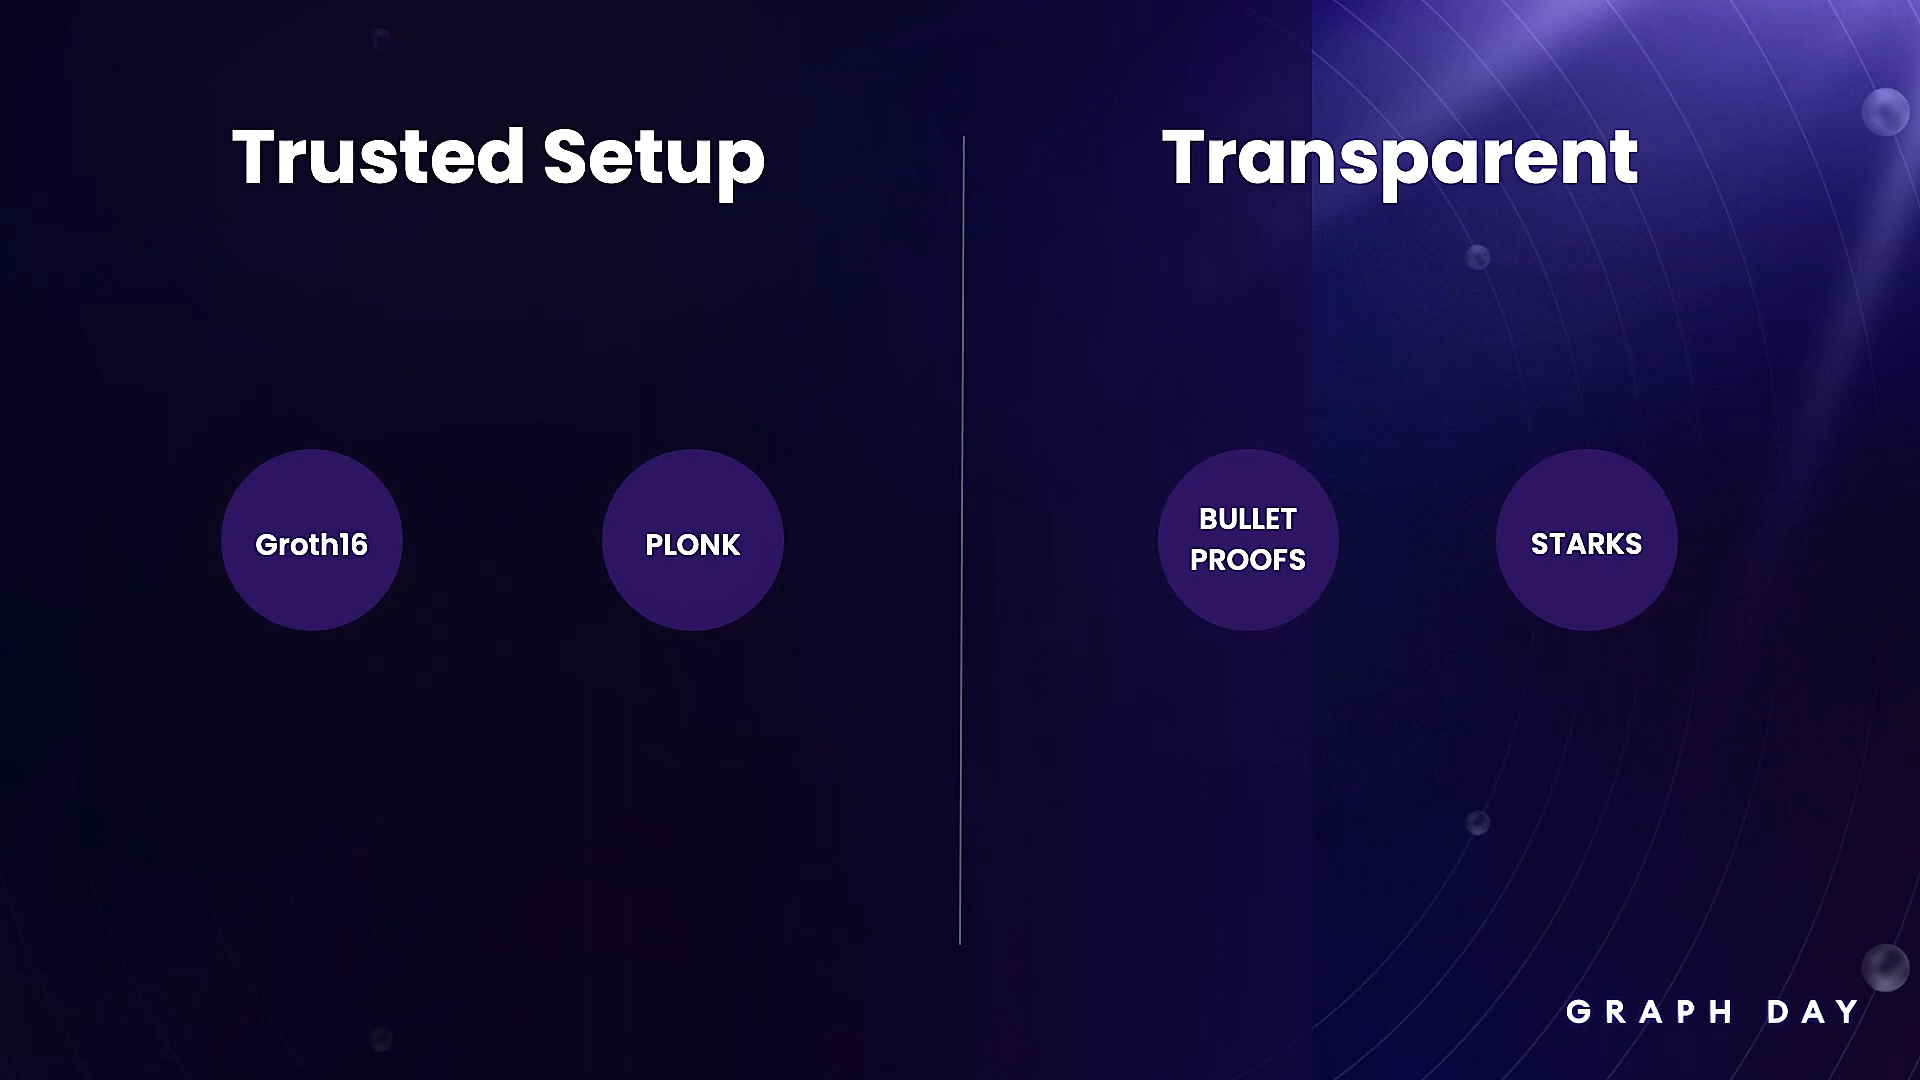 Trusted Setup
Transparent
Groth16
PLONK
BULLET
PROOFS
STARKS
GRAPH DAY